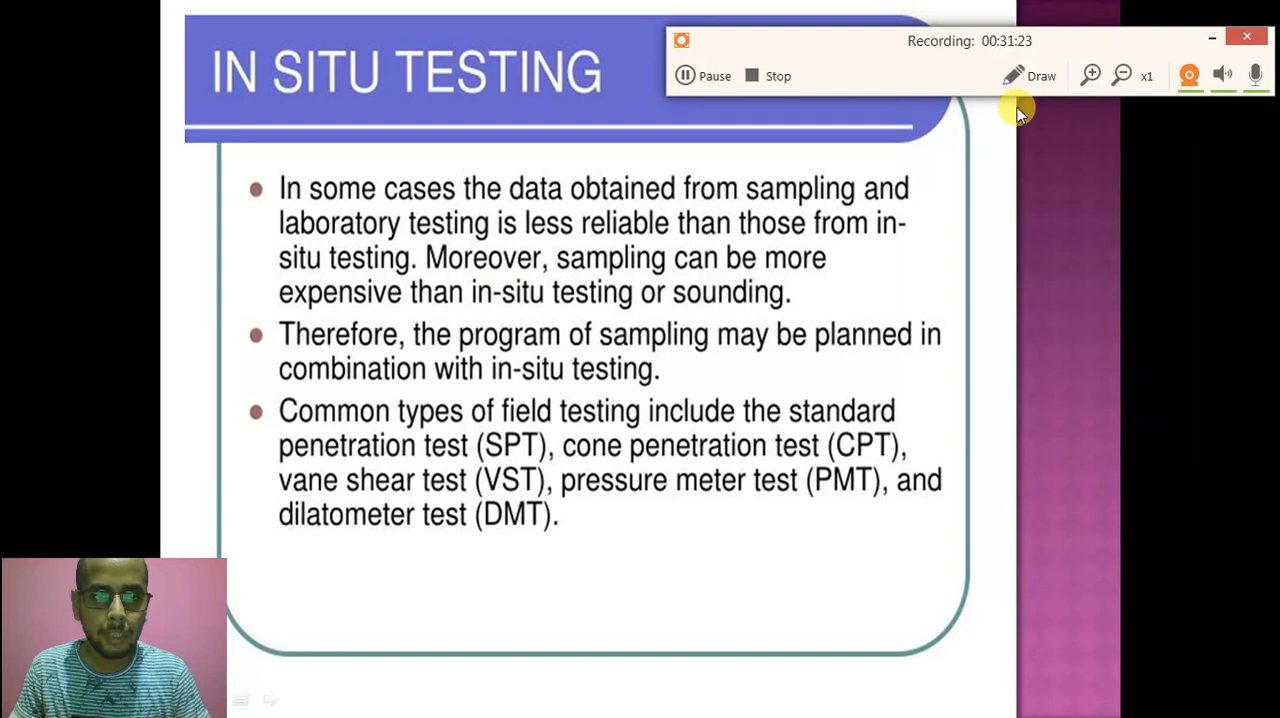 IN SITU TESTING
Recording: 00:31:23
Pause Stop Draw x1
In some cases the data obtained from sampling and
laboratory testing is less reliable than those from in-
situ testing. Moreover, sampling can be more
expensive than in-situ testing or sounding.
Therefore, the program of sampling may be planned in
combination with in-situ testing.
Common types of field testing include the standard
penetration test (SPT), cone penetration test (CPT),
vane shear test (VST), pressure meter test (PMT), and
dilatometer test (DMT).